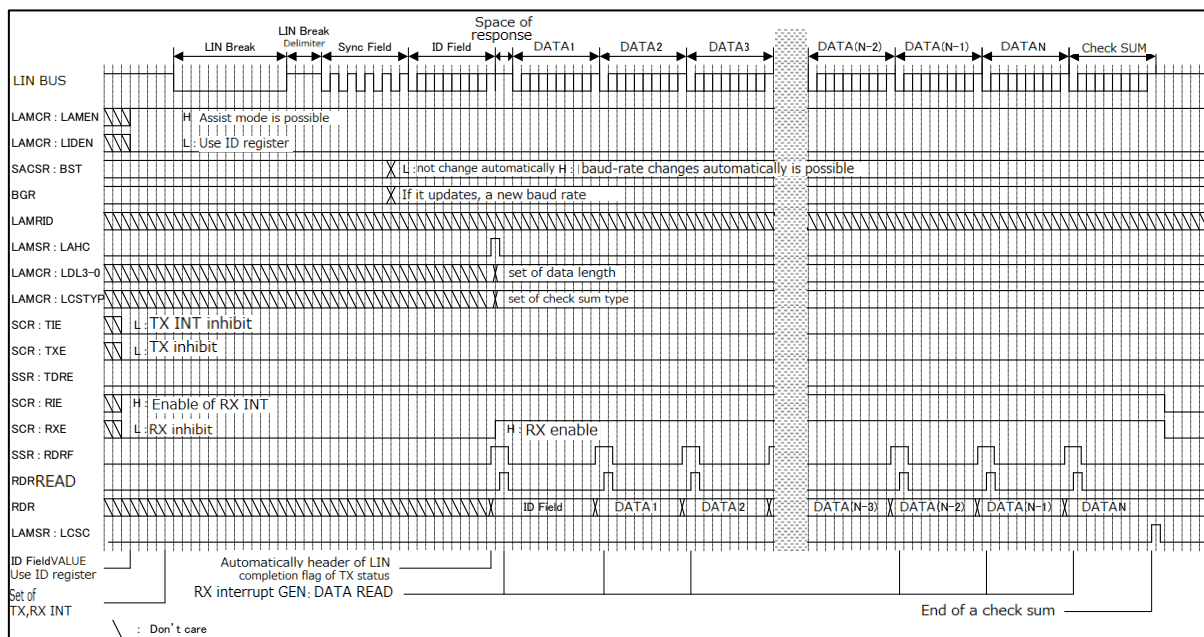 Space of
response
LIN Break
LIN Break
Delimiter
Sync Field
ID Field
DATA1
DATA2
DATA3
DATA(N-2)
DATA(N-1)
DATAN
Check SUM
LIN BUS
LAMCR : LAMEN
H Assist mode is possible
LAMCR : LIDEN
L : Use ID register
SACSR : BST
L : not change automatically H : baud-rate changes automatically is possible
BGR
If it updates, a new baud rate
LAMRID
LAMSR : LAHC
LAMCR : LDL3-0
set of data length
LAMCR : LCSTYP
set of check sum type
SCR : TIE
L : TX INT inhibit
SCR : TXE
L : TX inhibit
SSR : TDRE
SCR : RIE
H : Enable of RX INT
SCR : RXE
L : RX inhibit
H : RX enable
SSR : RDRF
RDRREAD
RDR
ID Field
DATA1
DATA2
DATA(N-3)
DATA(N-2)
DATA(N-1)
DATAN
LAMSR : LCSC
ID FieldVALUE
Use ID register
Automatically header of LIN
completion flag of TX status
Set of
TX,RX INT
RX interrupt GEN: DATA READ
End of a check sum
: Don't care